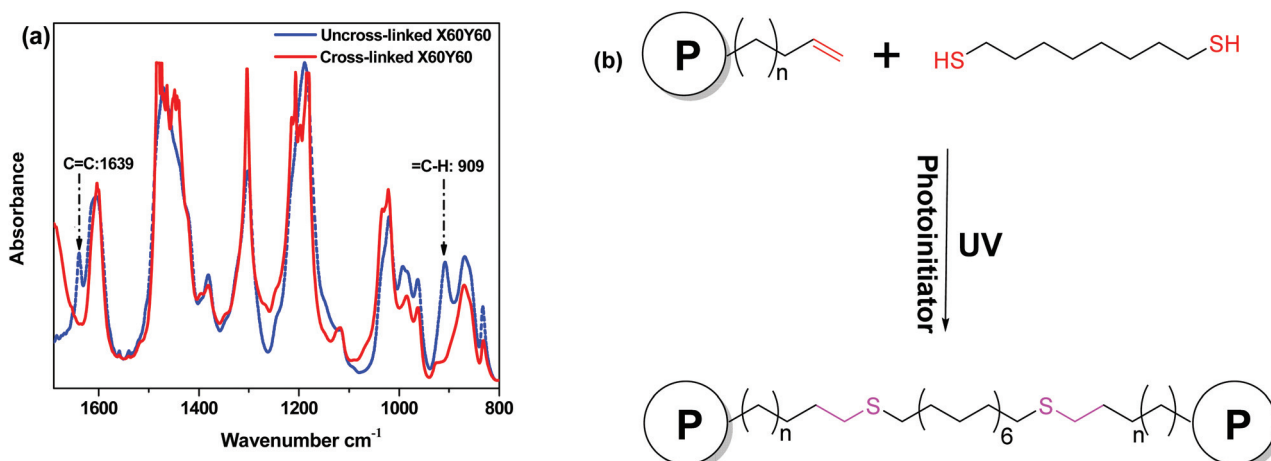 (a)
Uncross-linked X60Y60
Cross-linked X60Y60
C=C:1639
=C-H: 909
Absorbance
1600
1400
1200
1000
800
Wavenumber cm⁻¹
(b)
P
n
+
HS
SH
Photoinitiator
UV
P
n
S
6
S
n
P